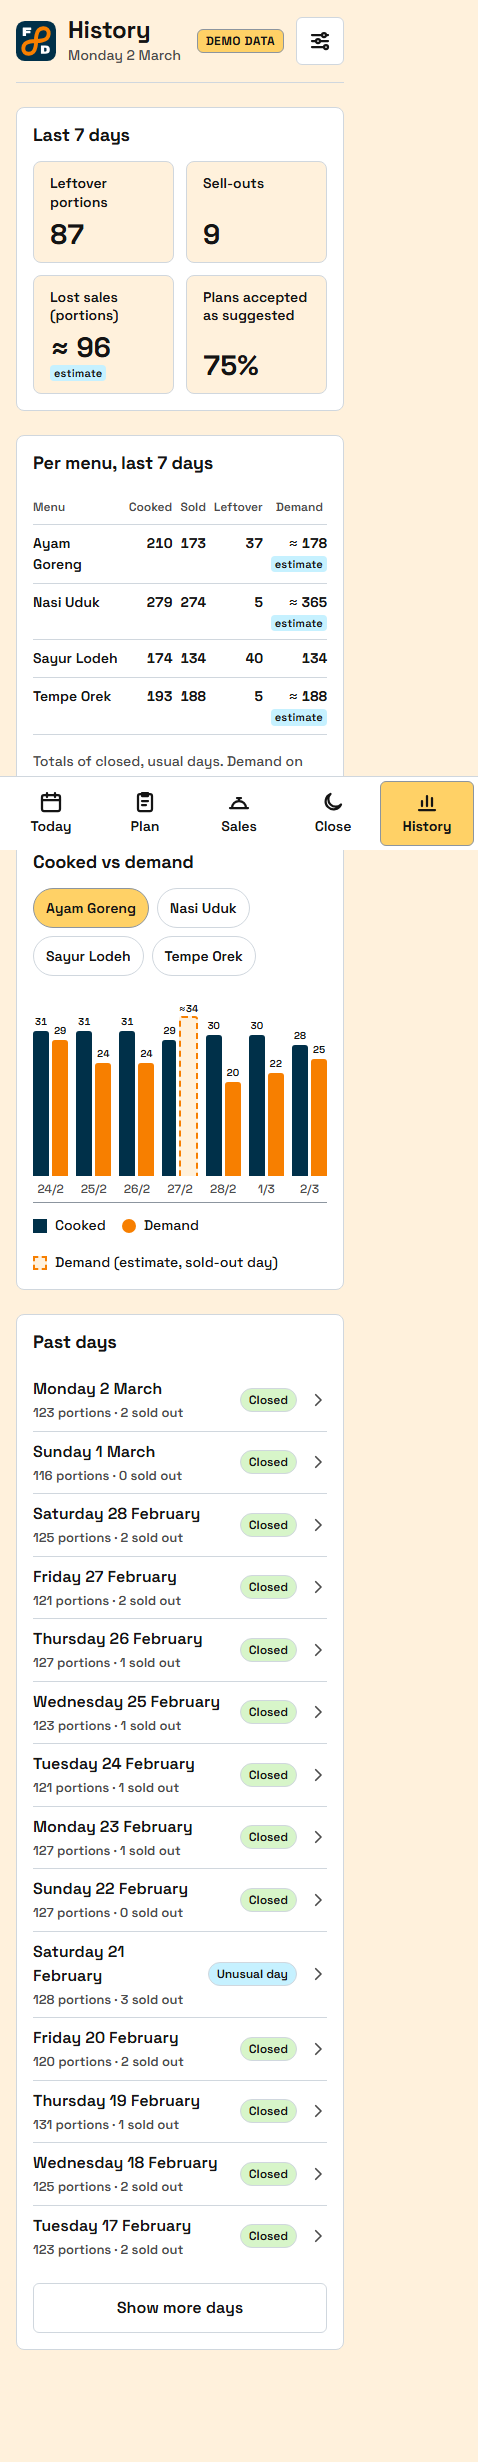 F
D
History
Monday 2 March
DEMO DATA
Last 7 days
Leftover
portions
87
Sell-outs
9
Lost sales
(portions)
≈ 96
estimate
Plans accepted
as suggested
75%
Per menu, last 7 days
Menu Cooked Sold Leftover Demand
Ayam
Goreng
210 173 37 ≈ 178
estimate
Nasi Uduk 279 274 5 ≈ 365
estimate
Sayur Lodeh 174 134 40 134
Tempe Orek 193 188 5 ≈ 188
estimate
Totals of closed, usual days. Demand on
Today
Plan
Sales
Close
History
Cooked vs demand
Ayam Goreng
Nasi Uduk
Sayur Lodeh
Tempe Orek
31 29 31 24 31 24 29 ≈34 30 20 30 22 28 25
24/2 25/2 26/2 27/2 28/2 1/3 2/3
Cooked
Demand
Demand (estimate, sold-out day)
Past days
Monday 2 March
123 portions · 2 sold out
Closed
Sunday 1 March
116 portions · 0 sold out
Closed
Saturday 28 February
125 portions · 2 sold out
Closed
Friday 27 February
121 portions · 2 sold out
Closed
Thursday 26 February
127 portions · 1 sold out
Closed
Wednesday 25 February
123 portions · 1 sold out
Closed
Tuesday 24 February
121 portions · 1 sold out
Closed
Monday 23 February
127 portions · 1 sold out
Closed
Sunday 22 February
127 portions · 0 sold out
Closed
Saturday 21
February
128 portions · 3 sold out
Unusual day
Friday 20 February
120 portions · 2 sold out
Closed
Thursday 19 February
131 portions · 1 sold out
Closed
Wednesday 18 February
125 portions · 2 sold out
Closed
Tuesday 17 February
123 portions · 2 sold out
Closed
Show more days